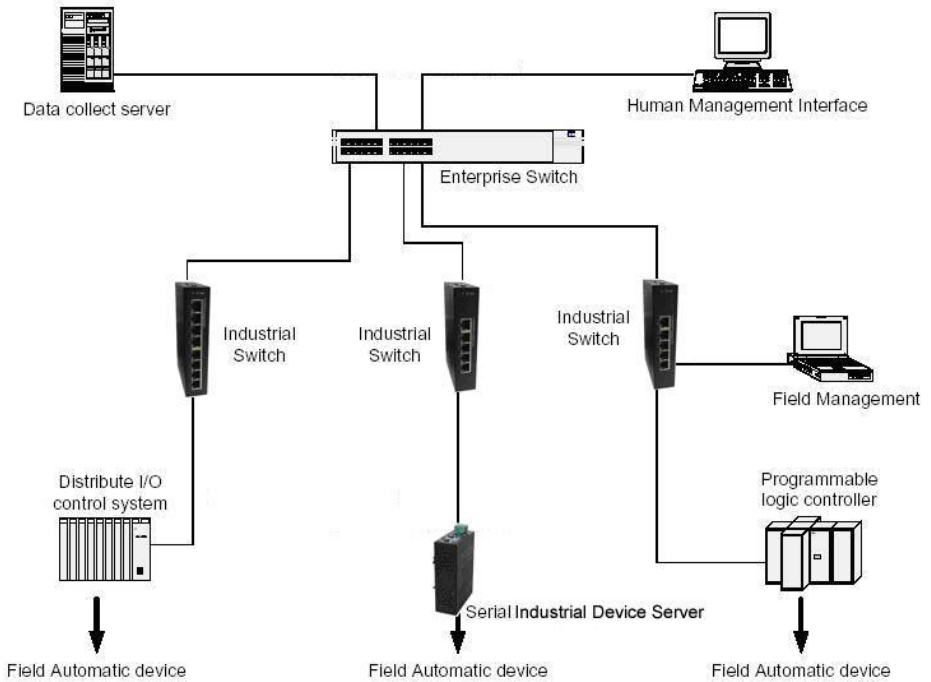 Data collect server
Human Management Interface
Enterprise Switch
Industrial
Switch
Industrial
Switch
Industrial
Switch
Field Management
Distribute I/O
control system
Programmable
logic controller
Serial Industrial Device Server
Field Automatic device
Field Automatic device
Field Automatic device